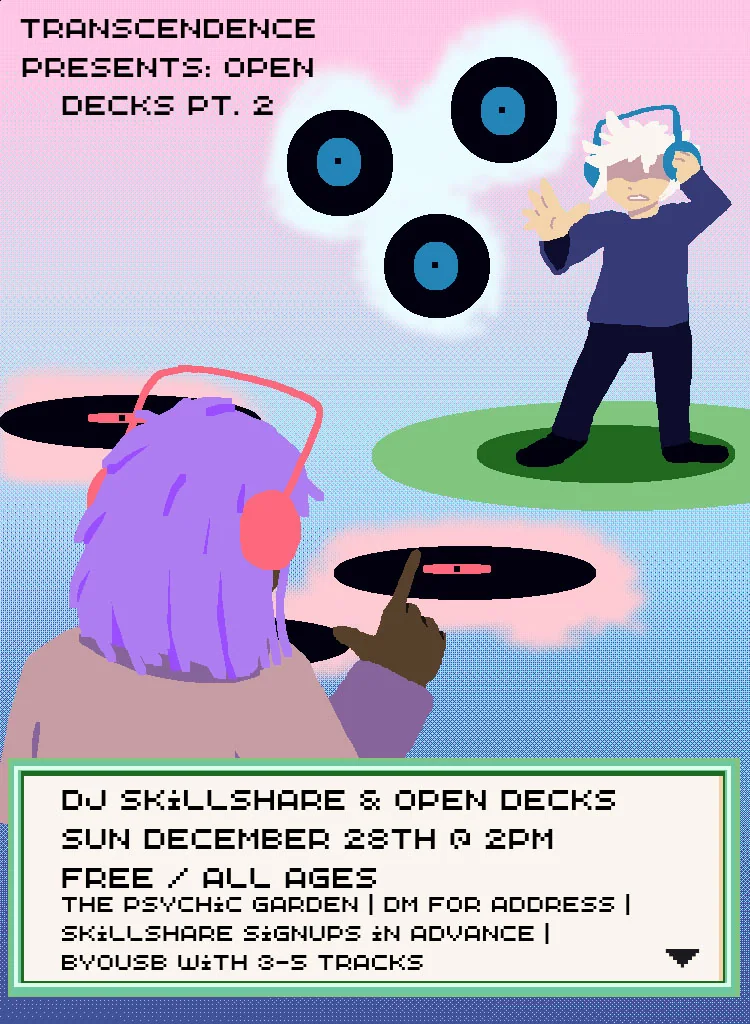 TRANSCENDENCE
PRESENTS: OPEN
DECKS PT. 2
DJ SKiLLSHARE & OPEN DECKS
SUN DECEMBER 28TH @ 2PM
FREE / ALL AGES
THE PSYCHiC GARDEN | DM FOR ADDRESS |
SKiLLSHARE SiGNUPS iN ADVANCE |
BYOUSB WiTH 3-5 TRACKS